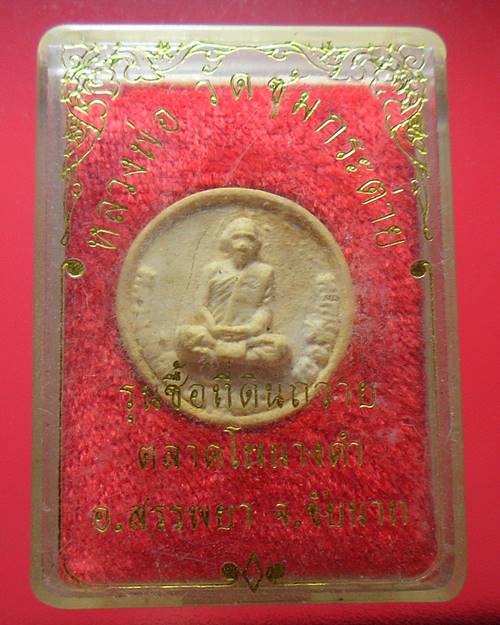 หลวงพ่อ วัดซุ้มกระต่าย
รุ่นซื้อที่ดินถวาย
ตลาดโพนางดำ
อ.สรรพยา จ.ชัยนาท